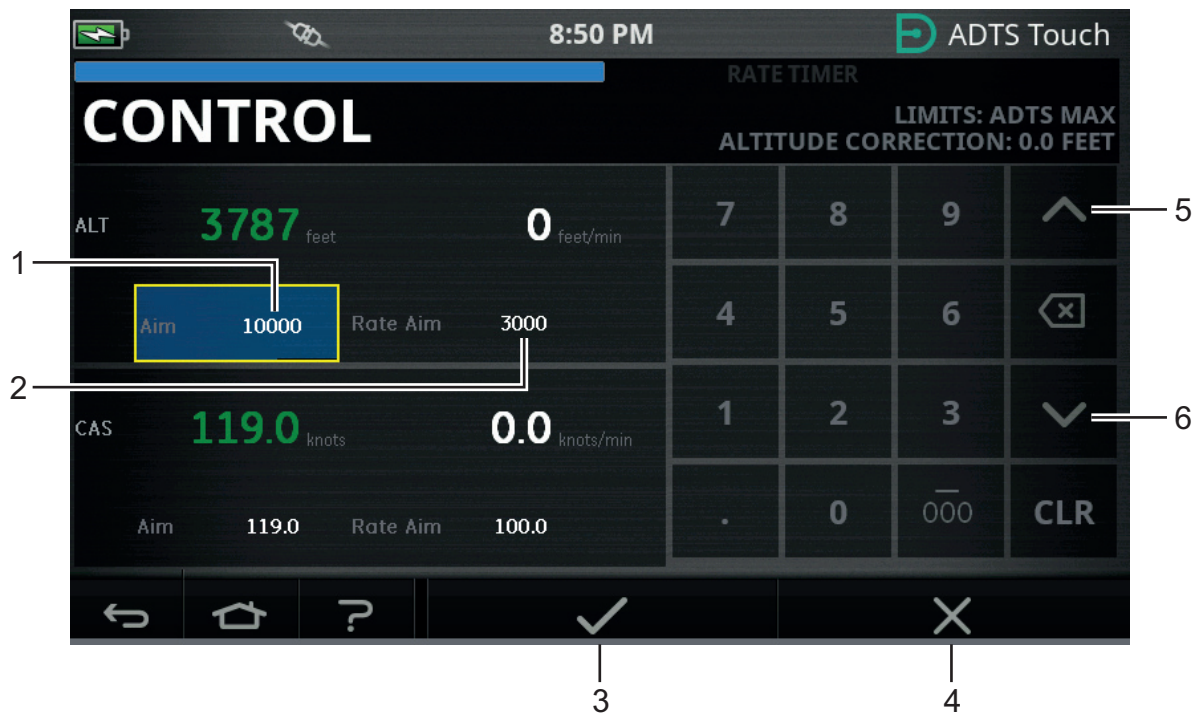 8:50 PM ADTS Touch
RATE TIMER
CONTROL
LIMITS: ADTS MAX
ALTITUDE CORRECTION: 0.0 FEET
ALT 3787 feet 0 feet/min
Aim 10000 Rate Aim 3000
CAS 119.0 knots 0.0 knots/min
Aim 119.0 Rate Aim 100.0
7 8 9
4 5 6
1 2 3
. 0 000 CLR
?
1
2
3
4
5
6